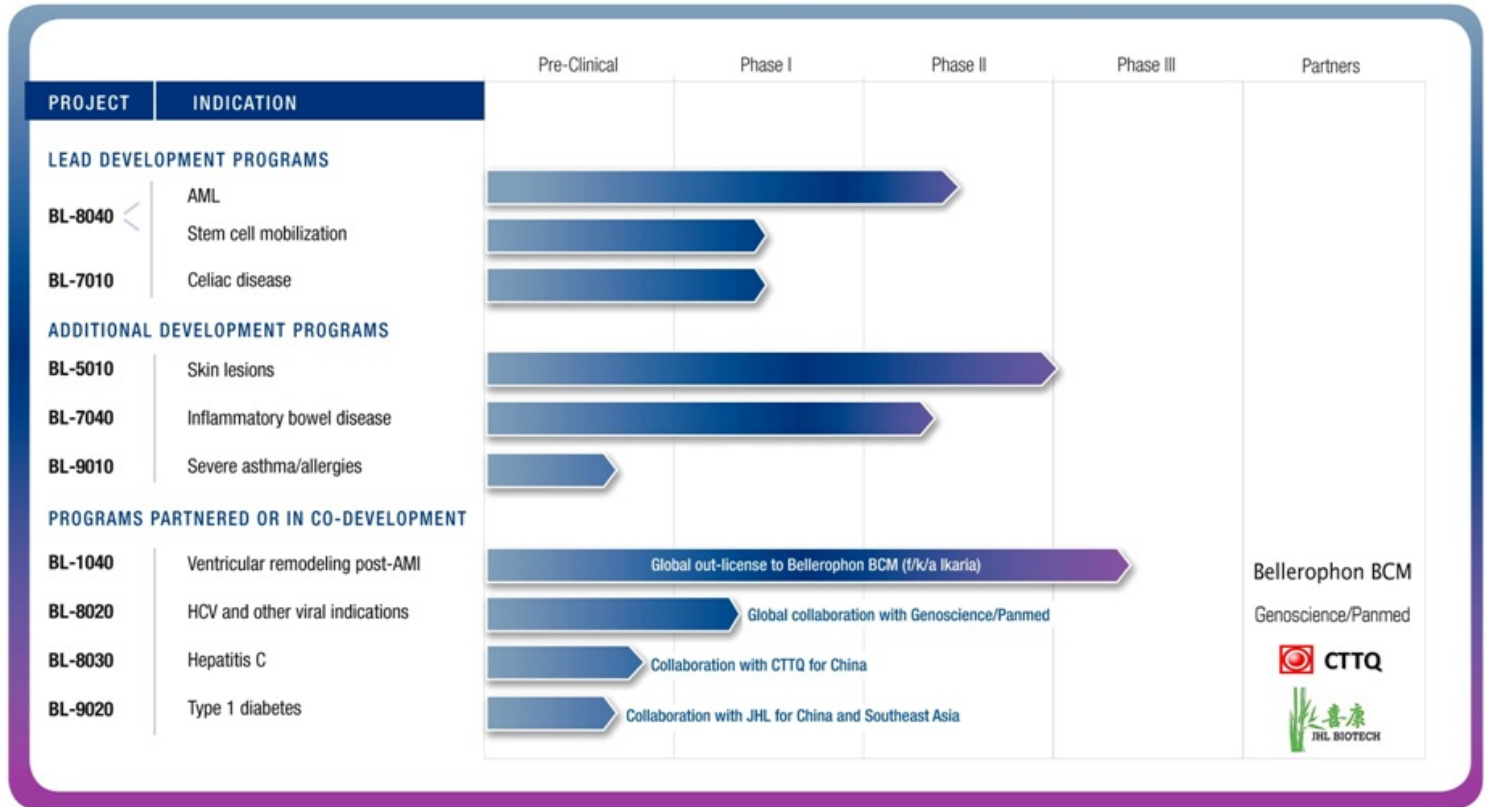 Pre-Clinical Phase I Phase II Phase III Partners
PROJECT INDICATION
LEAD DEVELOPMENT PROGRAMS
BL-8040
AML
Stem cell mobilization
BL-7010 Celiac disease
ADDITIONAL DEVELOPMENT PROGRAMS
BL-5010 Skin lesions
BL-7040 Inflammatory bowel disease
BL-9010 Severe asthma/allergies
PROGRAMS PARTNERED OR IN CO-DEVELOPMENT
BL-1040 Ventricular remodeling post-AMI Global out-license to Bellerophon BCM (f/k/a Ikaria) Bellerophon BCM
BL-8020 HCV and other viral indications Global collaboration with Genoscience/Panmed Genoscience/Panmed
BL-8030 Hepatitis C Collaboration with CTTQ for China CTTQ
BL-9020 Type 1 diabetes Collaboration with JHL for China and Southeast Asia 喜康
JHL BIOTECH